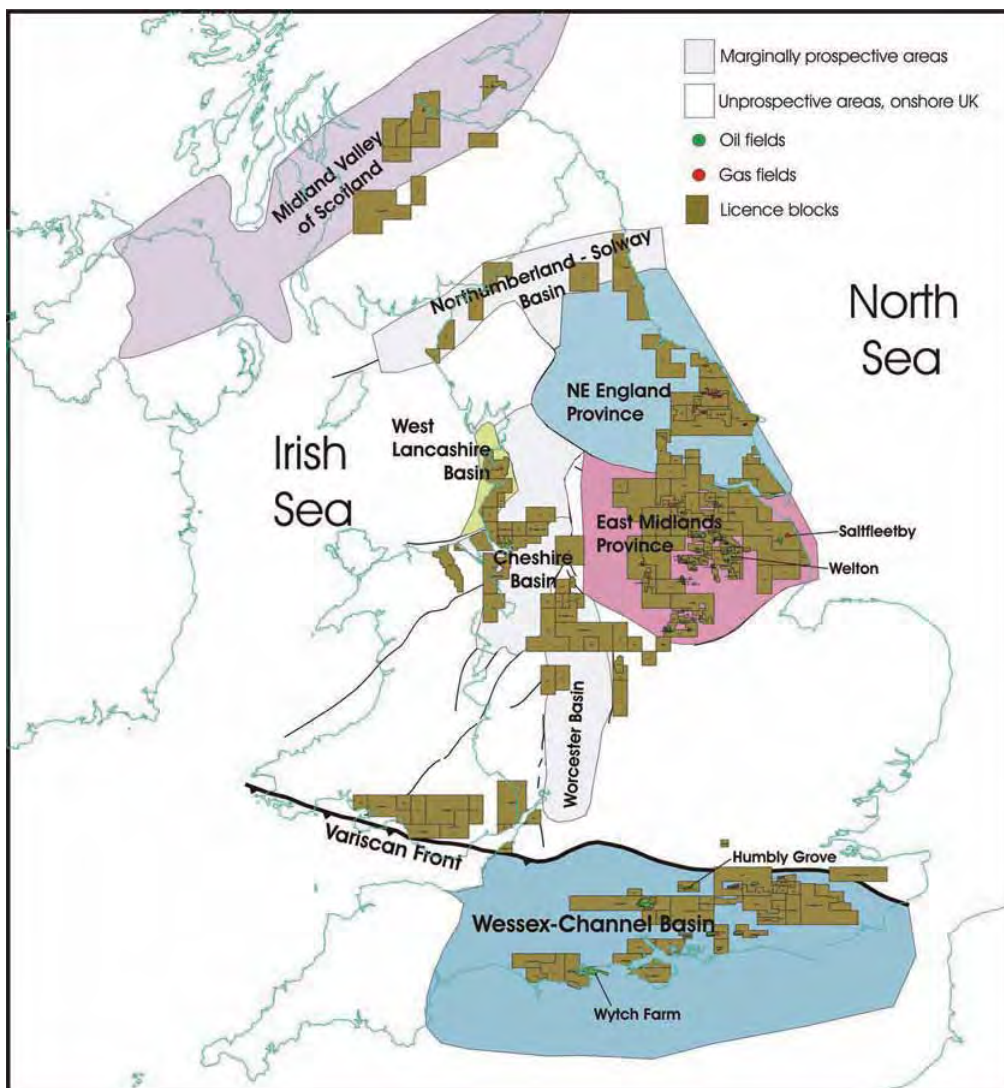 Marginally prospective areas
Unprospective areas, onshore UK
Oil fields
Gas fields
Licence blocks
Midland Valley
of Scotland
Northumberland - Solway
Basin
North
Sea
NE England
Province
West
Lancashire
Basin
Irish
Sea
East Midlands
Province
Saltfleetby
Welton
Cheshire
Basin
Worcester Basin
Variscan Front
Humbly Grove
Wessex-Channel Basin
Wytch Farm